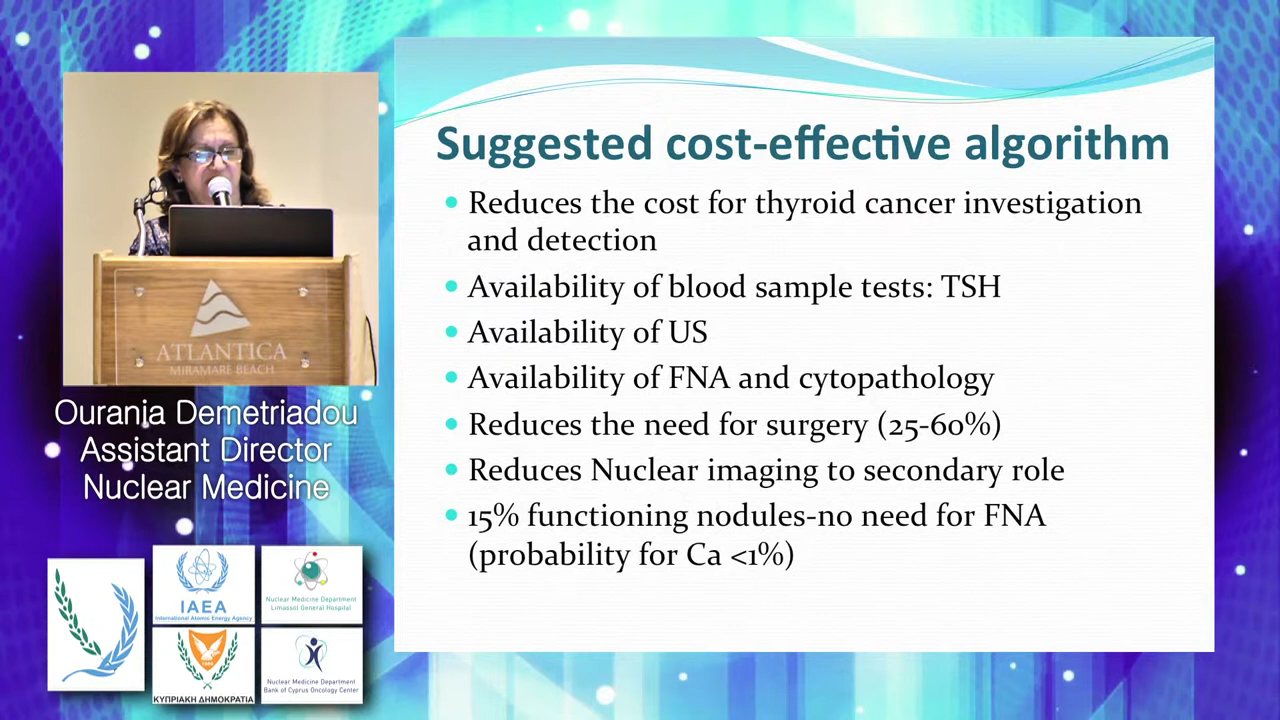 Suggested cost-effective algorithm
Reduces the cost for thyroid cancer investigation
and detection
Availability of blood sample tests: TSH
Availability of US
Availability of FNA and cytopathology
Reduces the need for surgery (25-60%)
Reduces Nuclear imaging to secondary role
15% functioning nodules-no need for FNA
(probability for Ca <1%)
ATLANTICA
MIRAMARE BEACH
Ourania Demetriadou
Assistant Director
Nuclear Medicine
IAEA
International Atomic Energy Agency
Nuclear Medicine Department
Limassol General Hospital
ΚΥΠΡΙΑΚΗ ΔΗΜΟΚΡΑΤΙΑ
Nuclear Medicine Department
Bank of Cyprus Oncology Center